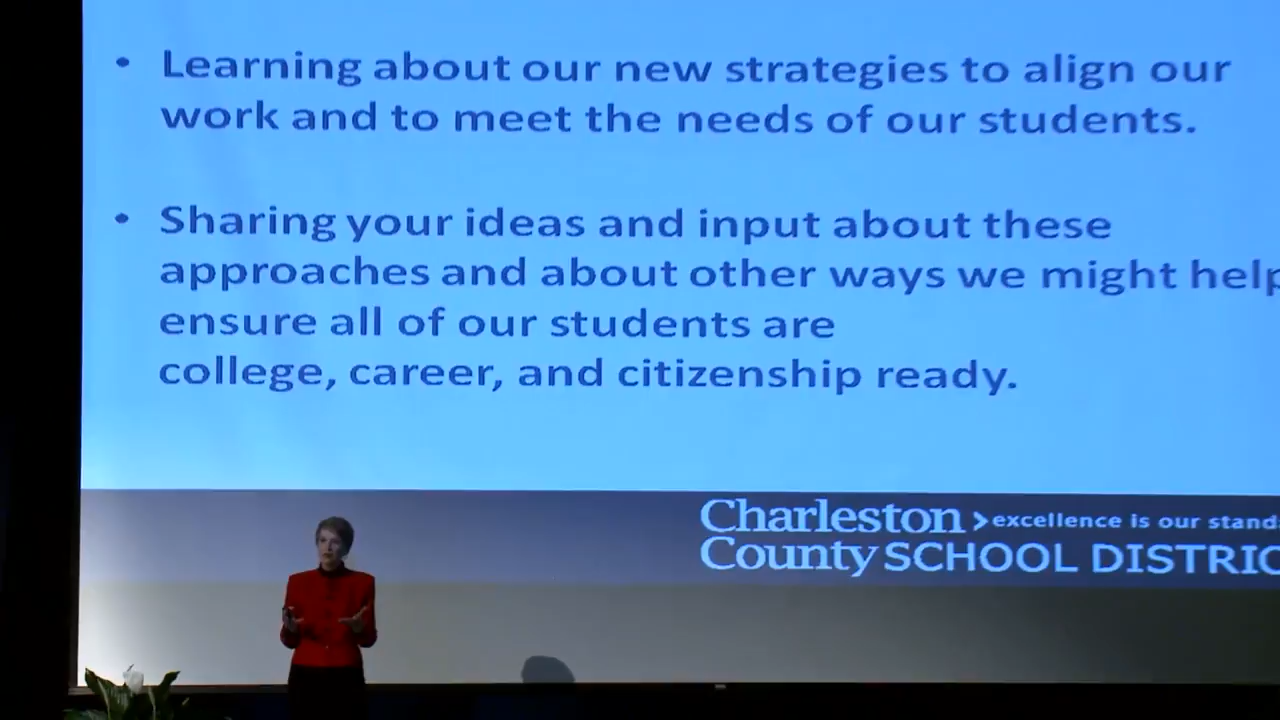 • Learning about our new strategies to align our
work and to meet the needs of our students.
• Sharing your ideas and input about these
approaches and about other ways we might help
ensure all of our students are
college, career, and citizenship ready.
Charleston >excellence is our stand
County SCHOOL DISTRIC